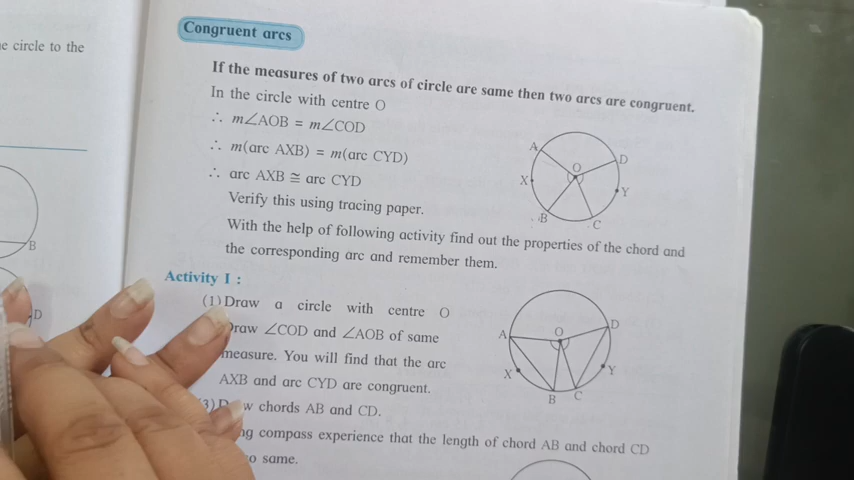 e circle to the
B
D
Congruent arcs
If the measures of two arcs of circle are same then two arcs are congruent.
In the circle with centre O
∴ m∠AOB = m∠COD
∴ m(arc AXB) = m(arc CYD)
∴ arc AXB ≅ arc CYD
Verify this using tracing paper.
A
O
D
X
Y
B
C
With the help of following activity find out the properties of the chord and
the corresponding arc and remember them.
Activity I :
(1) Draw a circle with centre O
Draw ∠COD and ∠AOB of same
measure. You will find that the arc
AXB and arc CYD are congruent.
(3) Draw chords AB and CD.
A
O
D
X
Y
B
C
ng compass experience that the length of chord AB and chord CD
o same.